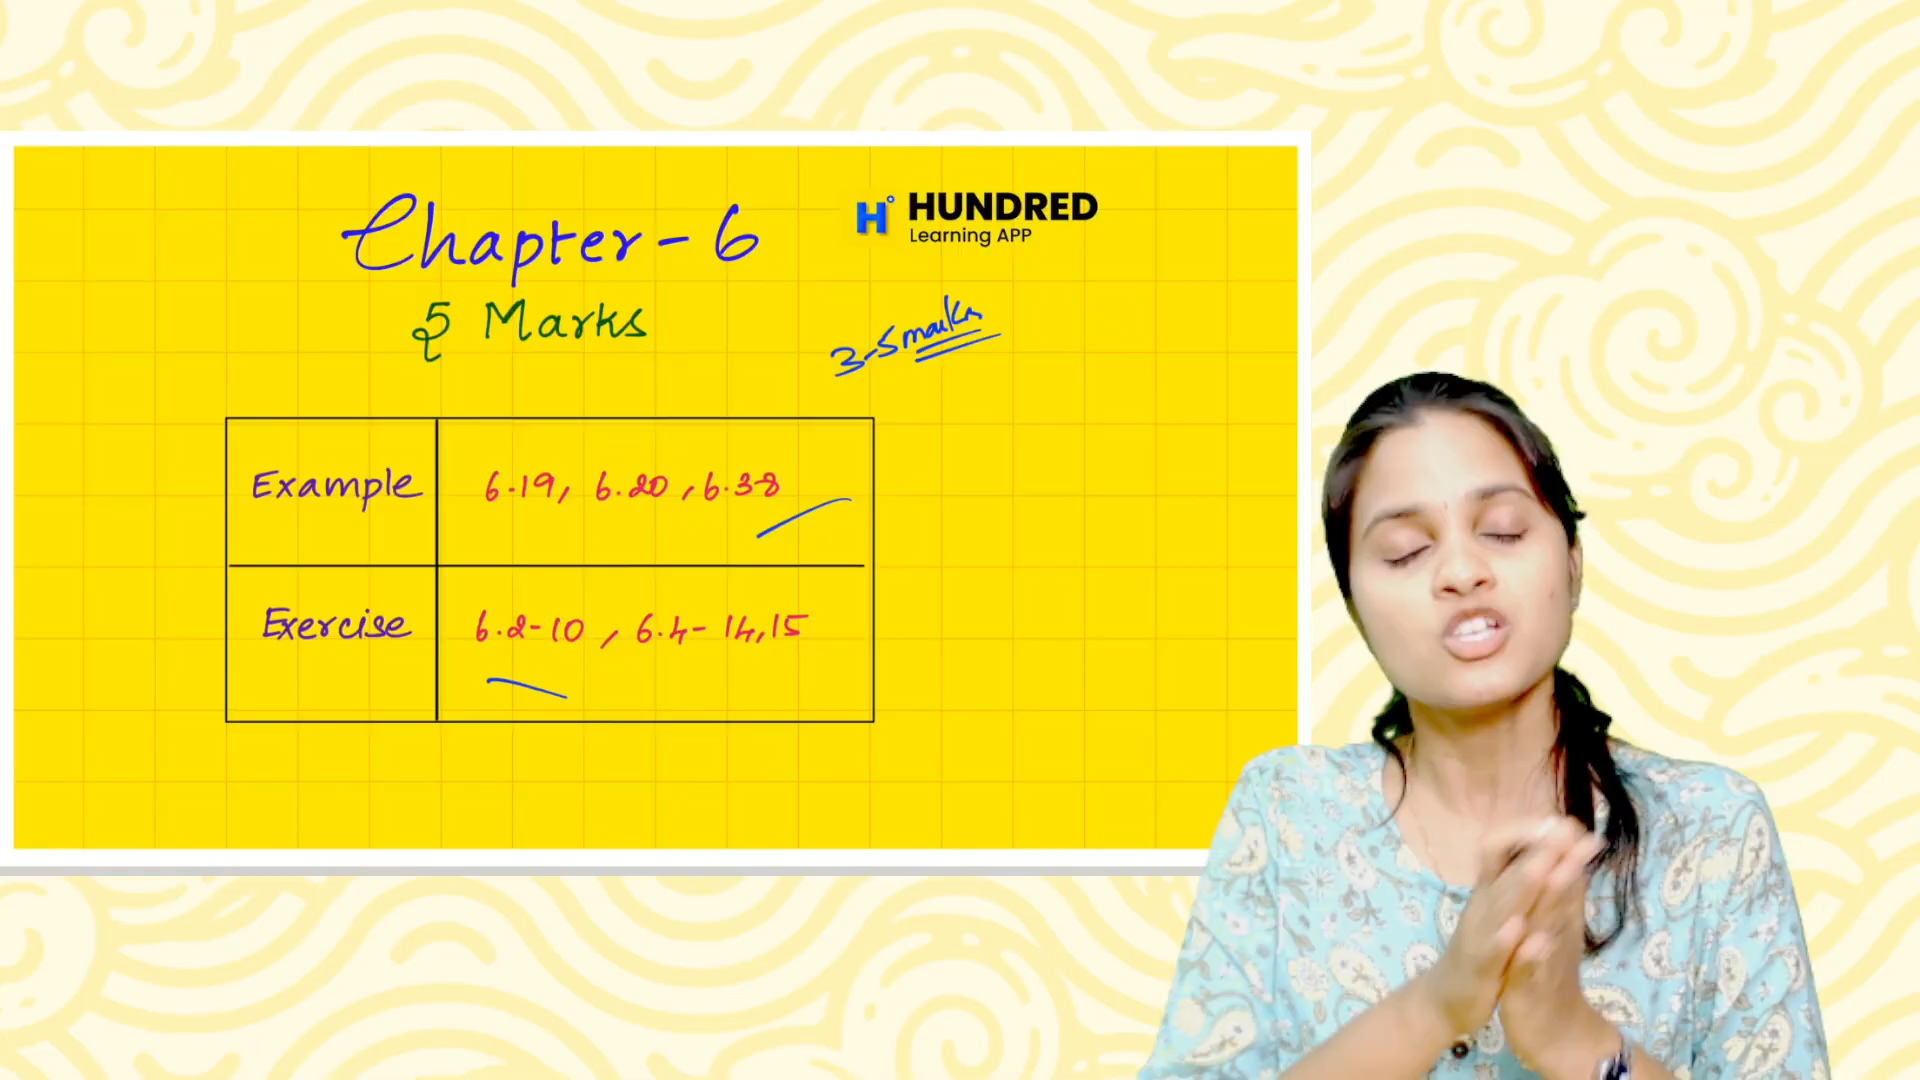 Chapter - 6
H HUNDRED
Learning APP
5 Marks
3-5 marks
Example 6.19, 6.20, 6.38
Exercise 6.2-10, 6.4-14,15